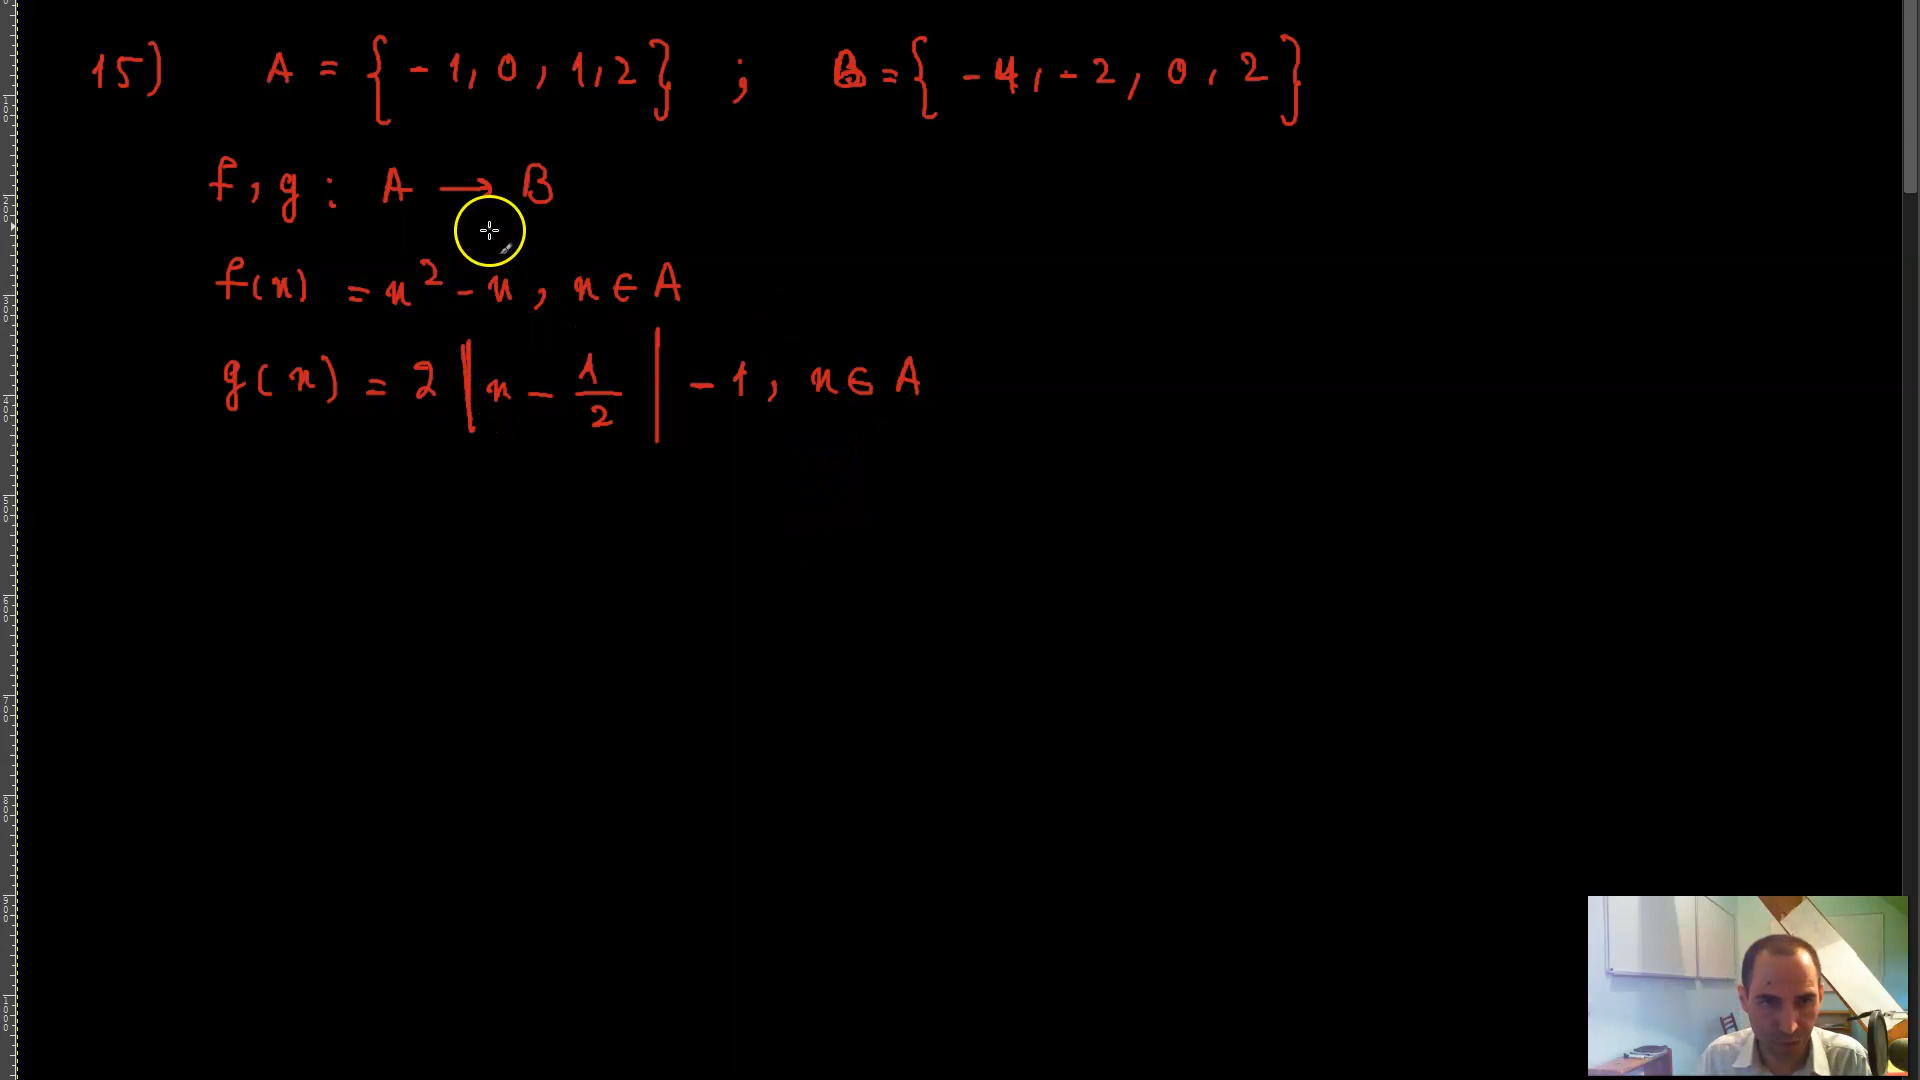 15) A = { -1, 0, 1, 2 } ; B = { -4, -2, 0, 2 }
f, g : A → B
f(x) = x² - x, x ∈ A
g(x) = 2 | x - 1/2 | - 1, x ∈ A